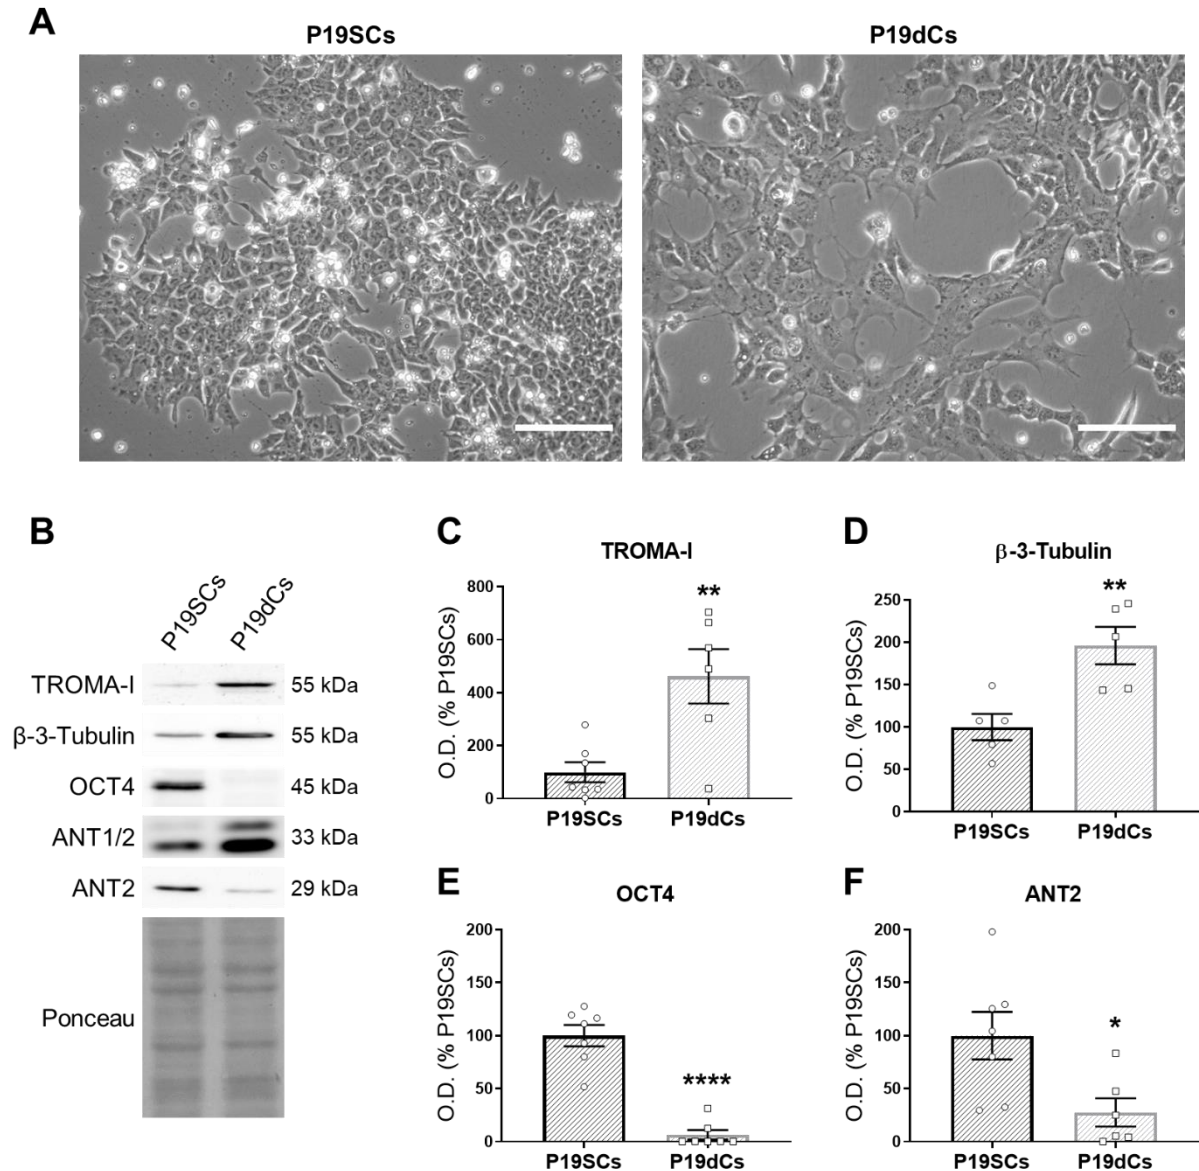 A
P19SCs
P19dCs
B
P19SCs
P19dCs
TROMA-I
55 kDa
β-3-Tubulin
55 kDa
OCT4
45 kDa
ANT1/2
33 kDa
ANT2
29 kDa
Ponceau
C
TROMA-I
O.D. (% P19SCs)
800
600
400
200
0
**
P19SCs
P19dCs
D
β-3-Tubulin
O.D. (% P19SCs)
250
200
150
100
50
0
**
P19SCs
P19dCs
E
OCT4
O.D. (% P19SCs)
200
150
100
50
0
****
P19SCs
P19dCs
F
ANT2
O.D. (% P19SCs)
200
150
100
50
0
*
P19SCs
P19dCs